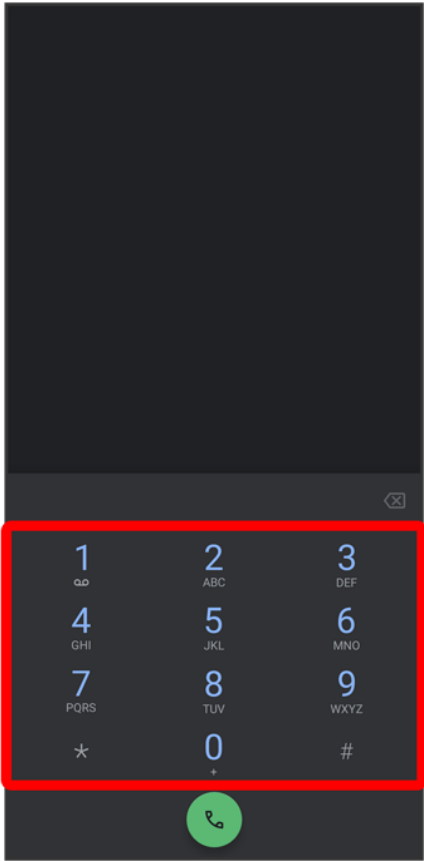 1 2 3
ABC DEF
4 5 6
GHI JKL MNO
7 8 9
PQRS TUV WXYZ
* 0 #
+